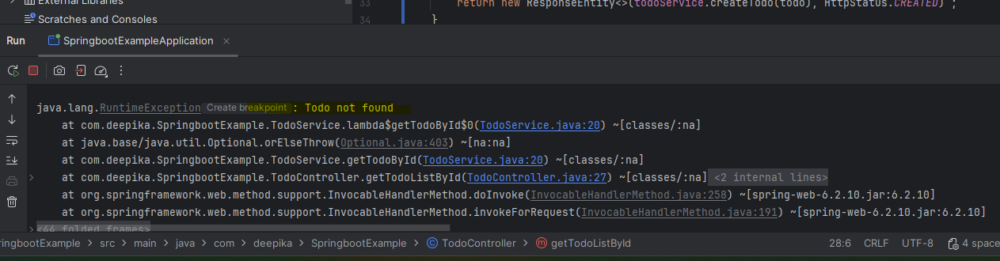 External Libraries
Scratches and Consoles
33 return new ResponseEntity<>(todoService.createTodo(todo), HttpStatus.CREATED) ;
34 }
Run SpringbootExampleApplication
java.lang.RuntimeException Create breakpoint : Todo not found
at com.deepika.SpringbootExample.TodoService.lambda$getTodoById$0(TodoService.java:20) ~[classes/:na]
at java.base/java.util.Optional.orElseThrow(Optional.java:403) ~[na:na]
at com.deepika.SpringbootExample.TodoService.getTodoById(TodoService.java:20) ~[classes/:na]
at com.deepika.SpringbootExample.TodoController.getTodoListById(TodoController.java:27) ~[classes/:na] <2 internal lines>
at org.springframework.web.method.support.InvocableHandlerMethod.doInvoke(InvocableHandlerMethod.java:258) ~[spring-web-6.2.10.jar:6.2.10]
at org.springframework.web.method.support.InvocableHandlerMethod.invokeForRequest(InvocableHandlerMethod.java:191) ~[spring-web-6.2.10.jar:6.2.10]
<44 folded frames>
ringbootExample > src > main > java > com > deepika > SpringbootExample > TodoController > getTodoListById 28:6 CRLF UTF-8 4 space